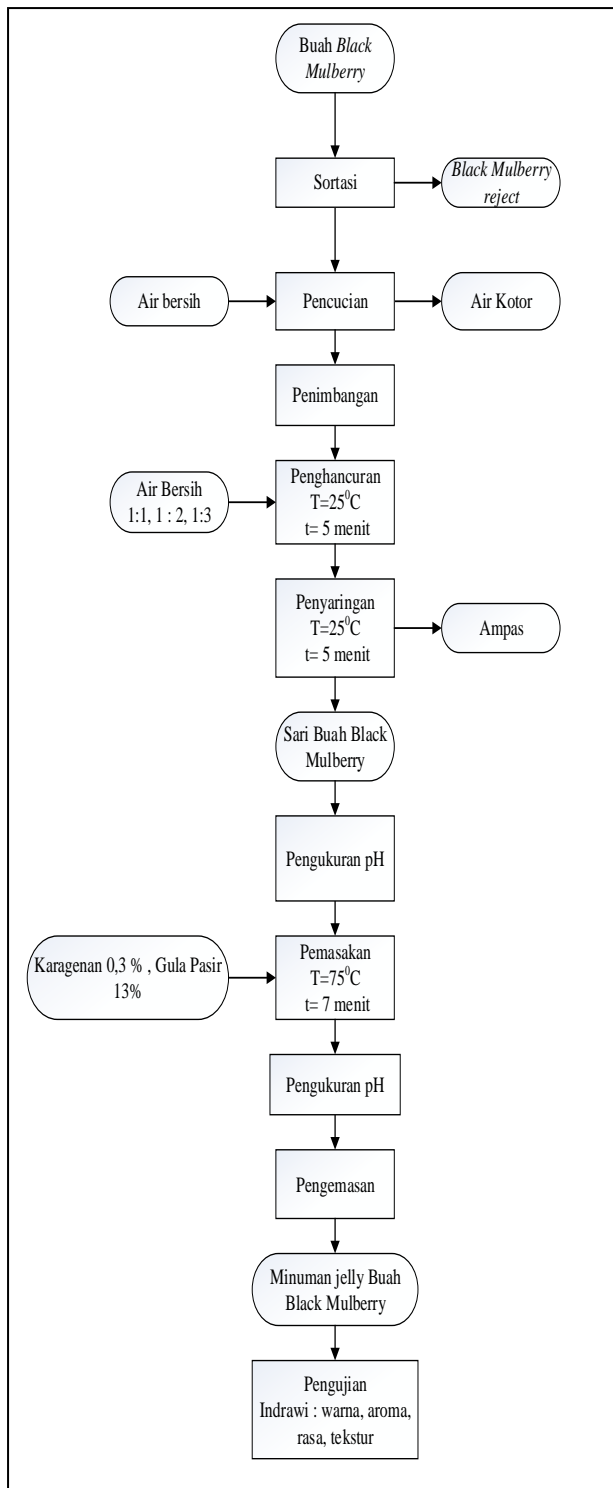 Buah Black
Mulberry
Sortasi
Black Mulberry
reject
Air bersih
Pencucian
Air Kotor
Penimbangan
Air Bersih
1:1, 1 : 2, 1:3
Penghancuran
T=25⁰C
t= 5 menit
Penyaringan
T=25⁰C
t= 5 menit
Ampas
Sari Buah Black
Mulberry
Pengukuran pH
Karagenan 0,3 % , Gula Pasir
13%
Pemasakan
T=75⁰C
t= 7 menit
Pengukuran pH
Pengemasan
Minuman jelly Buah
Black Mulberry
Pengujian
Indrawi : warna, aroma,
rasa, tekstur